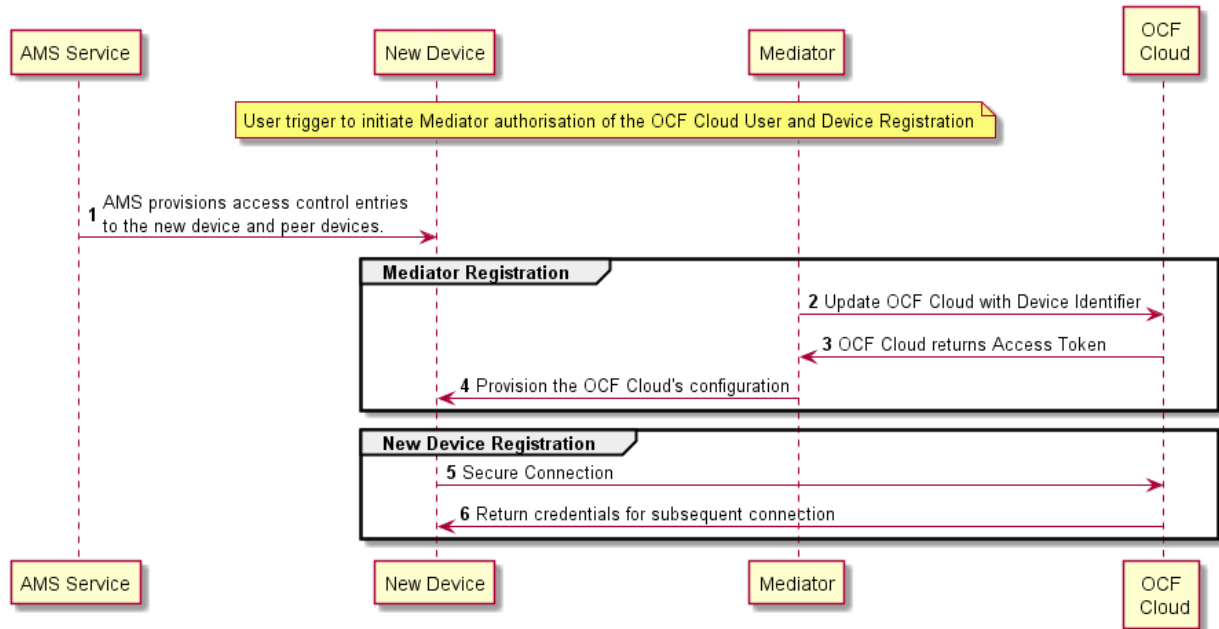 AMS Service
New Device
Mediator
OCF
Cloud
User trigger to initiate Mediator authorisation of the OCF Cloud User and Device Registration
1 AMS provisions access control entries
to the new device and peer devices.
Mediator Registration
2 Update OCF Cloud with Device Identifier
3 OCF Cloud returns Access Token
4 Provision the OCF Cloud's configuration
New Device Registration
5 Secure Connection
6 Return credentials for subsequent connection
AMS Service
New Device
Mediator
OCF
Cloud